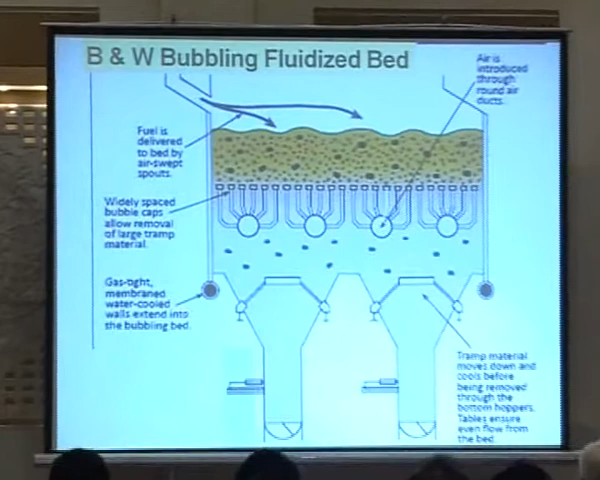 B & W Bubbling Fluidized Bed
Air is
introduced
through
round air
ducts.
Fuel is
delivered
to bed by
air-swept
spouts.
Widely spaced
bubble caps
allow removal
of large tramp
material.
Gas-tight,
membraned
water-cooled
walls extend into
the bubbling bed.
Tramp material
moves down and
cools before
being removed
through the
bottom hoppers.
Tables ensure
even flow from
the bed.